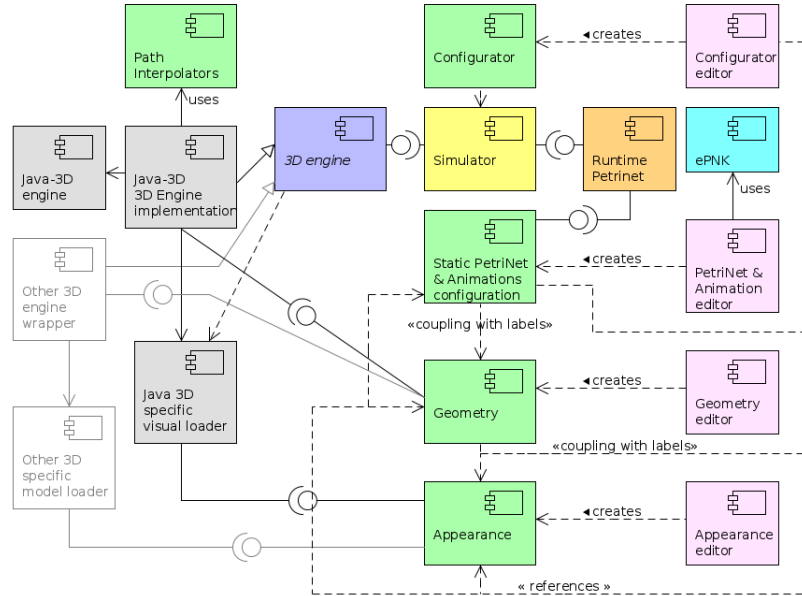 Path
Interpolators
uses
Configurator
◄creates
Configurator
editor
Java-3D
engine
Java-3D
3D Engine
implementation
3D engine
Simulator
Runtime
Petrinet
ePNK
uses
Other 3D
engine
wrapper
Static PetriNet
& Animations
configuration
◄creates
PetriNet &
Animation
editor
«coupling with labels»
Java 3D
specific
visual loader
Geometry
◄creates
Geometry
editor
«coupling with labels»
Other 3D
specific
model loader
Appearance
◄creates
Appearance
editor
« references »